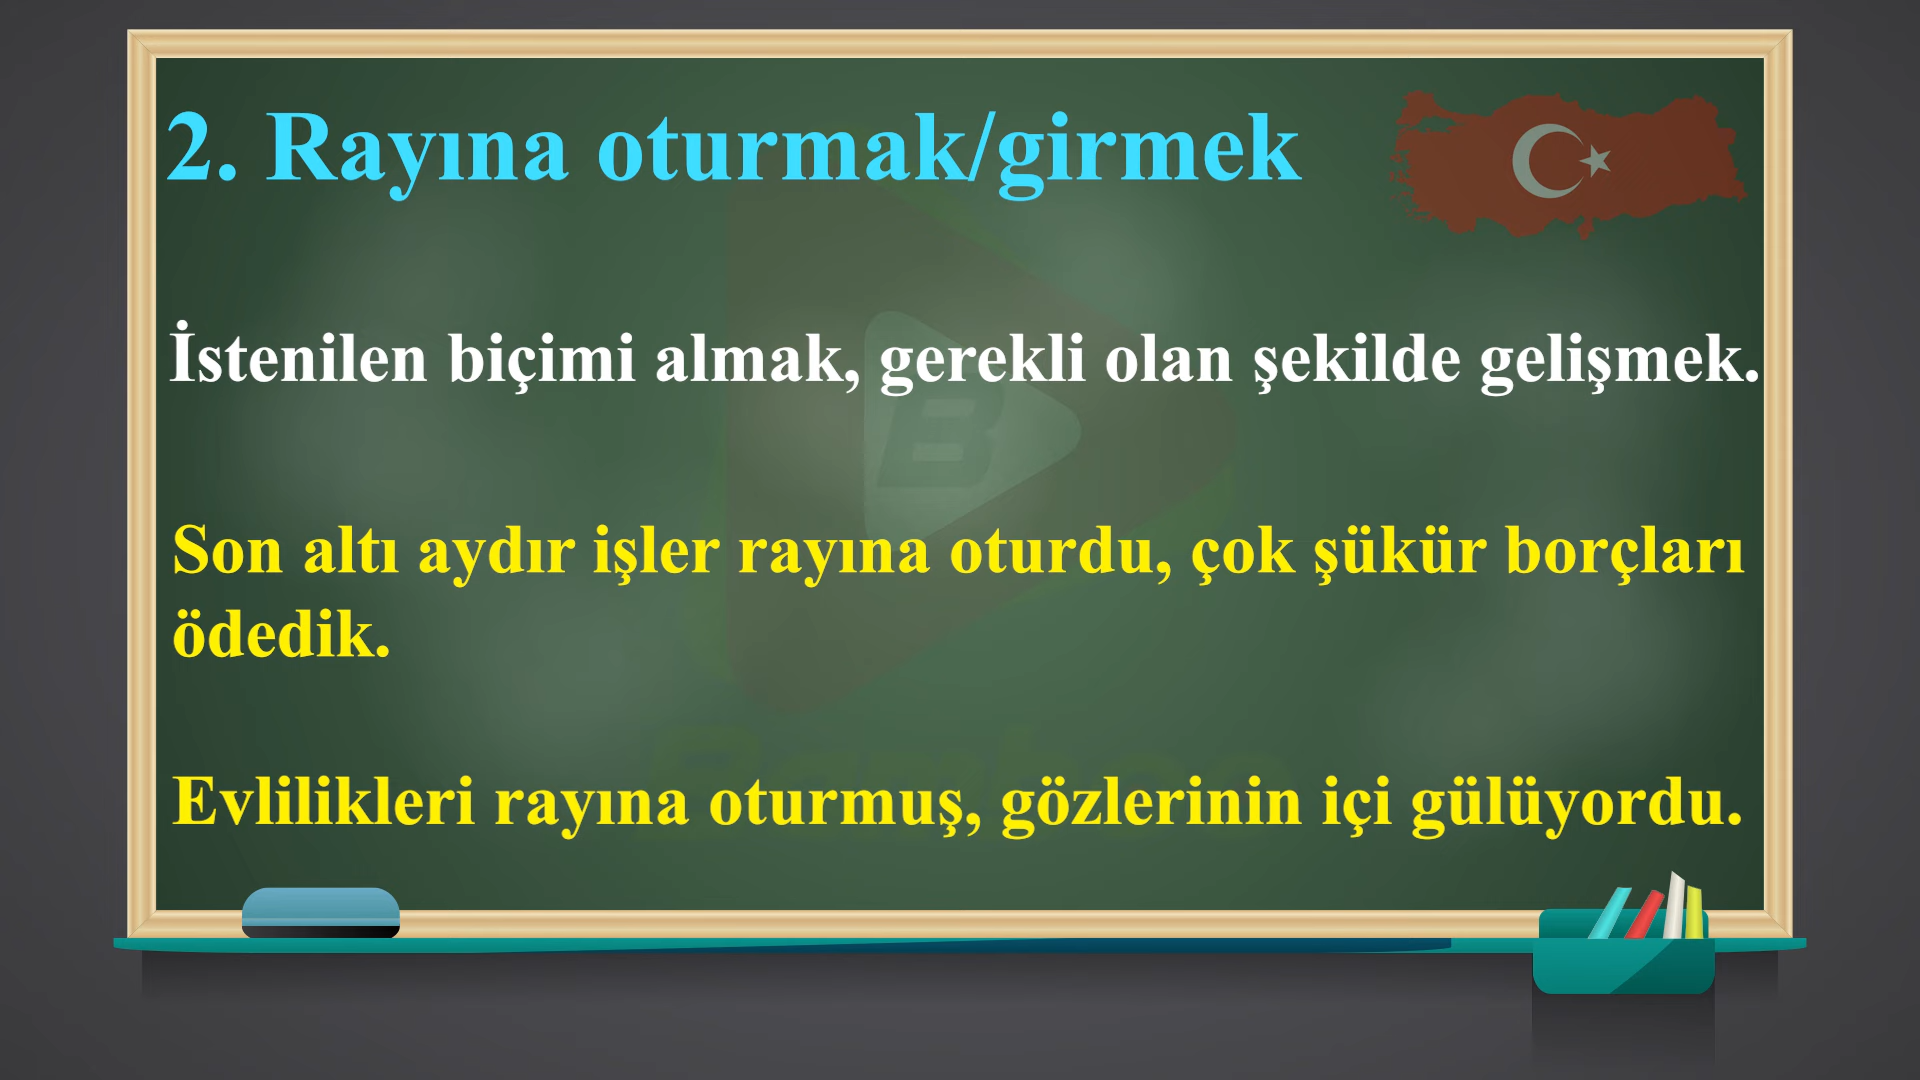 2. Rayına oturmak/girmek
İstenilen biçimi almak, gerekli olan şekilde gelişmek.
B
Son altı aydır işler rayına oturdu, çok şükür borçları
ödedik.
Evlilikleri rayına oturmuş, gözlerinin içi gülüyordu.